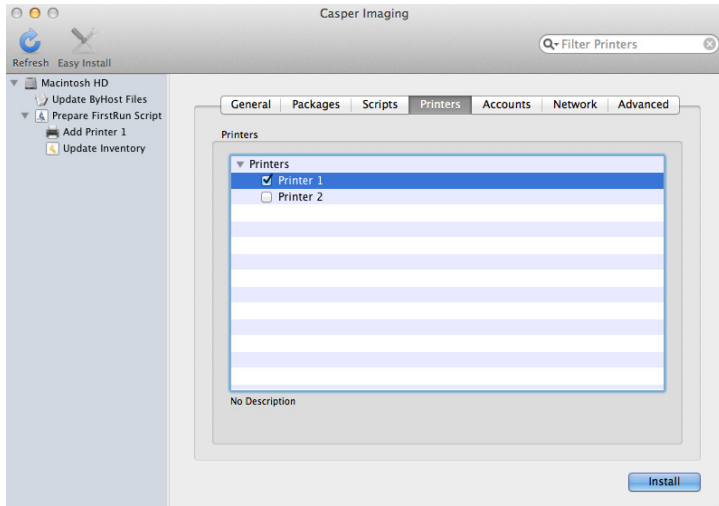 Casper Imaging
Filter Printers
Refresh Easy Install
Macintosh HD
Update ByHost Files
Prepare FirstRun Script
Add Printer 1
Update Inventory
General Packages Scripts Printers Accounts Network Advanced
Printers
Printers
Printer 1
Printer 2
No Description
Install